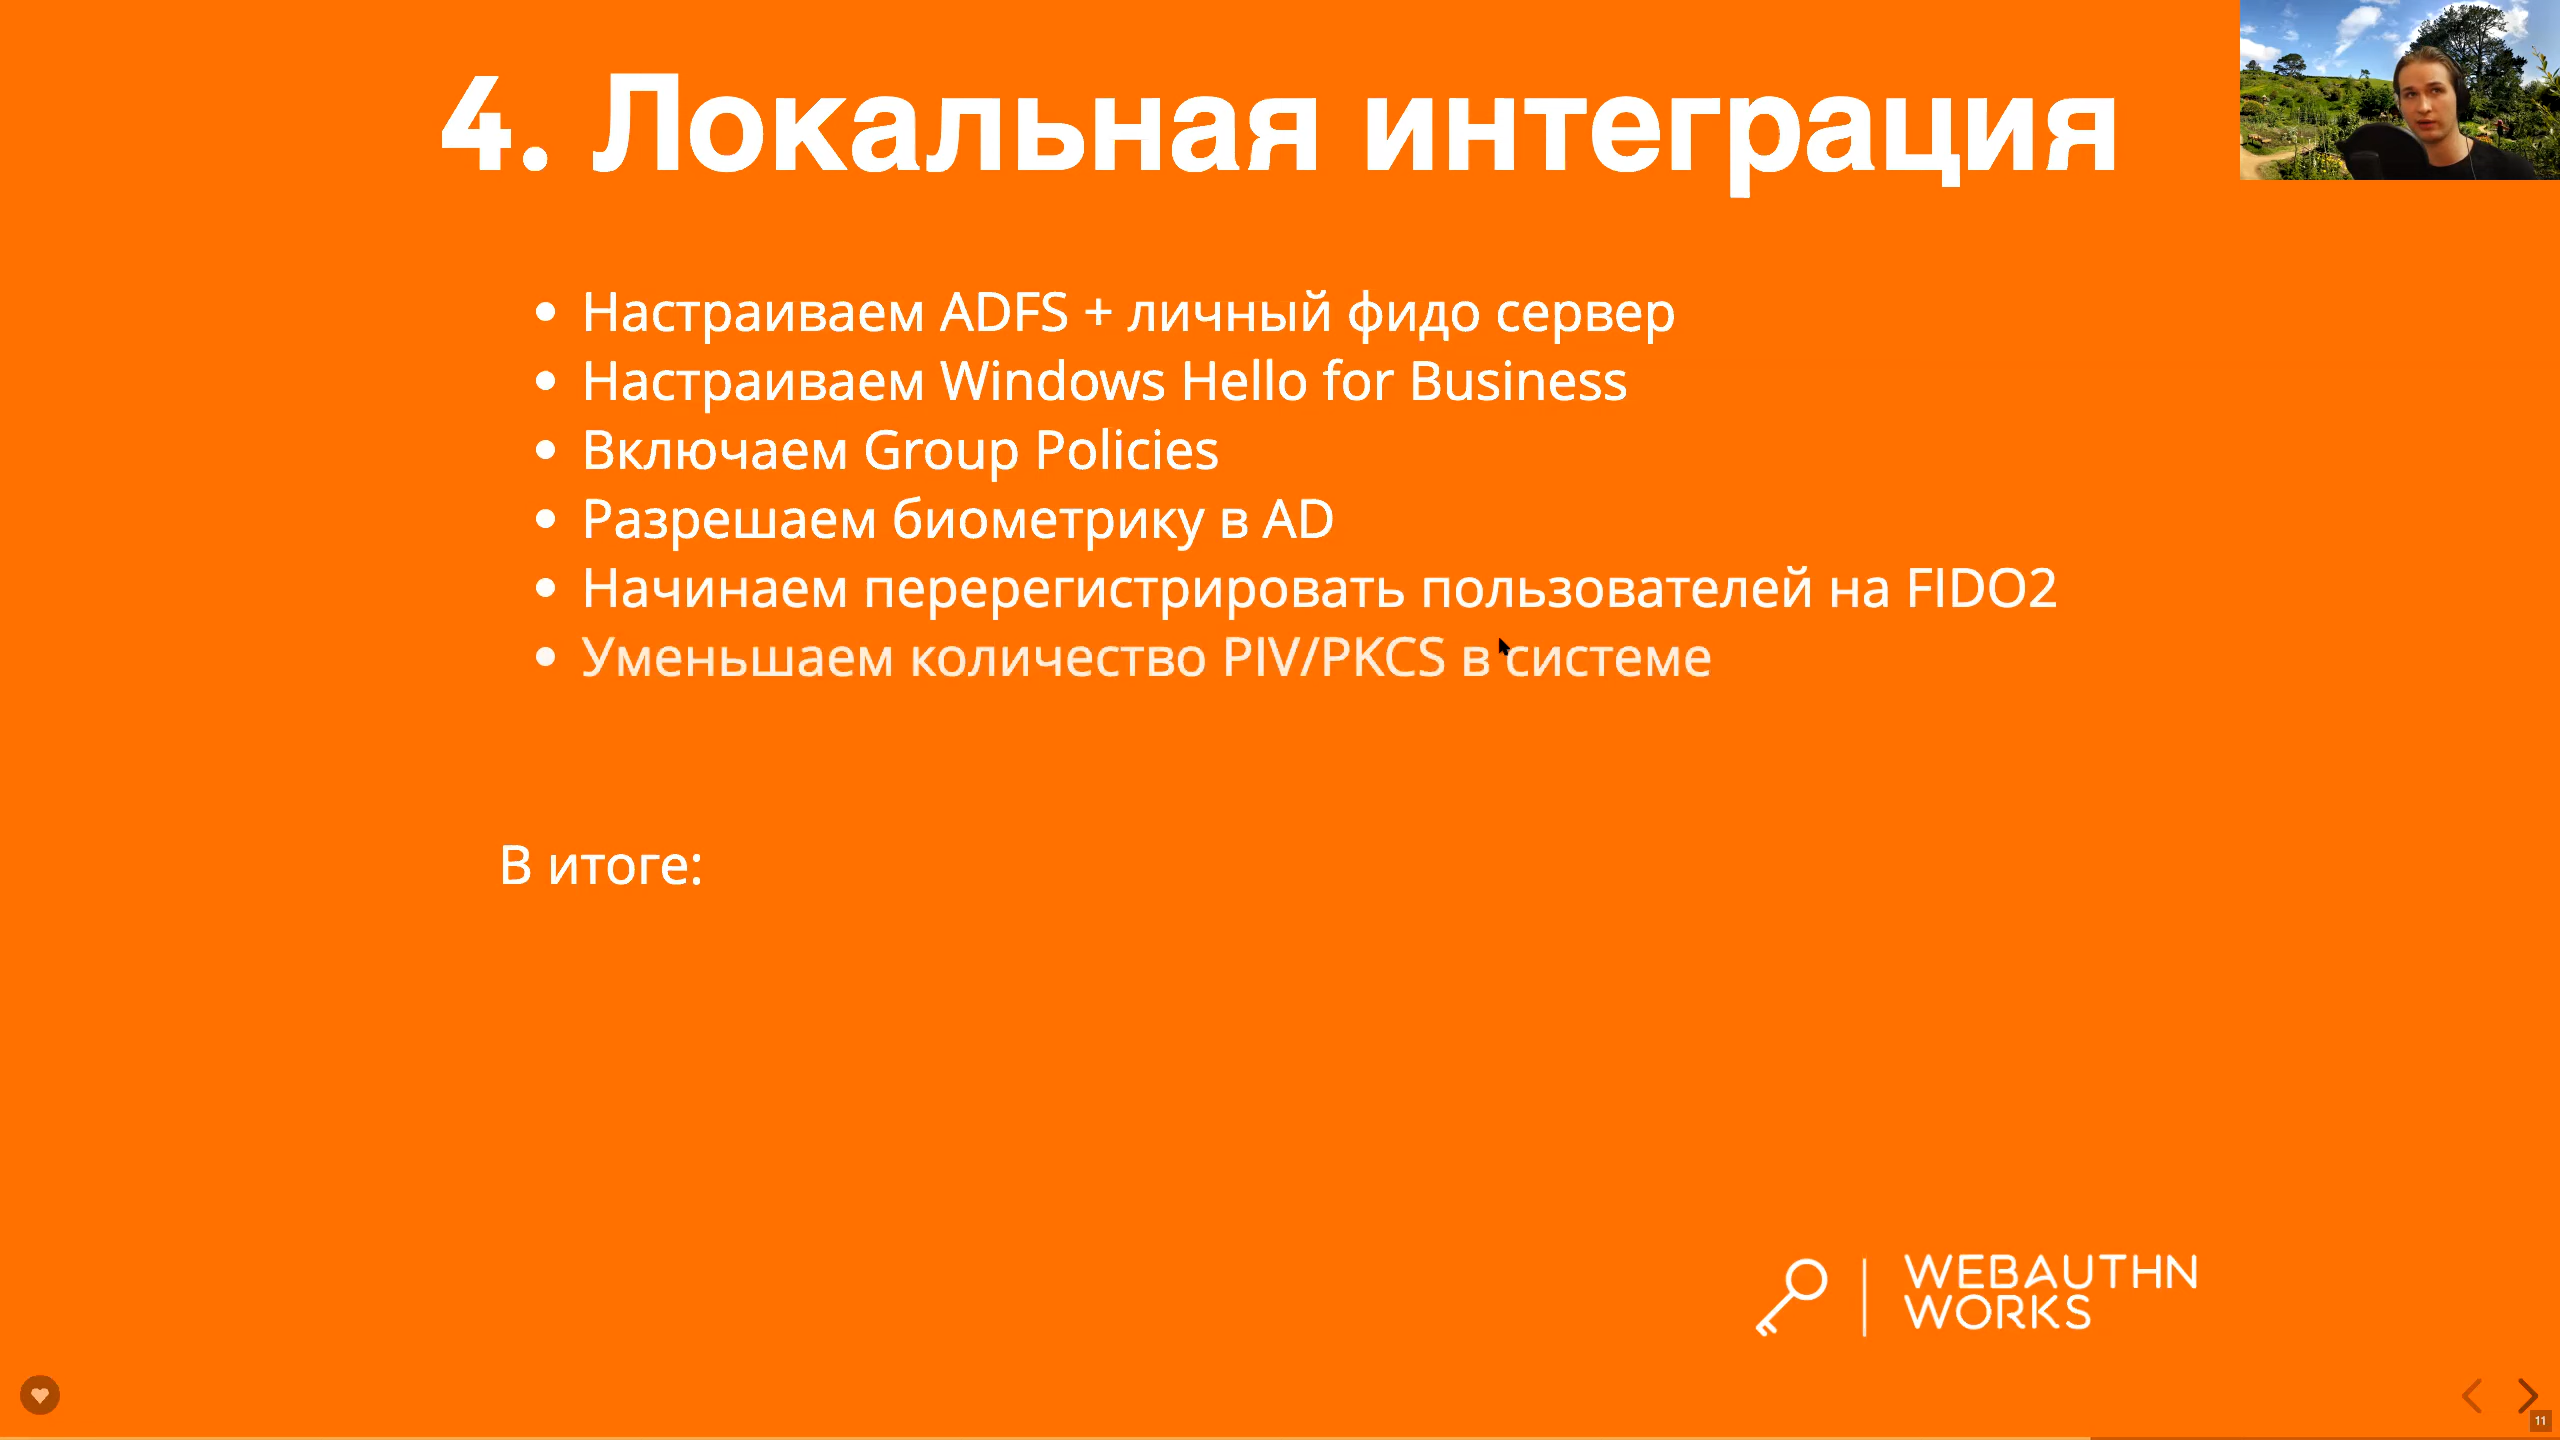 4. Локальная интеграция
Настраиваем ADFS + личный фидо сервер
Настраиваем Windows Hello for Business
Включаем Group Policies
Разрешаем биометрику в AD
Начинаем перерегистрировать пользователей на FIDO2
Уменьшаем количество PIV/PKCS в системе
В итоге:
WEBAUTHN
WORKS
11